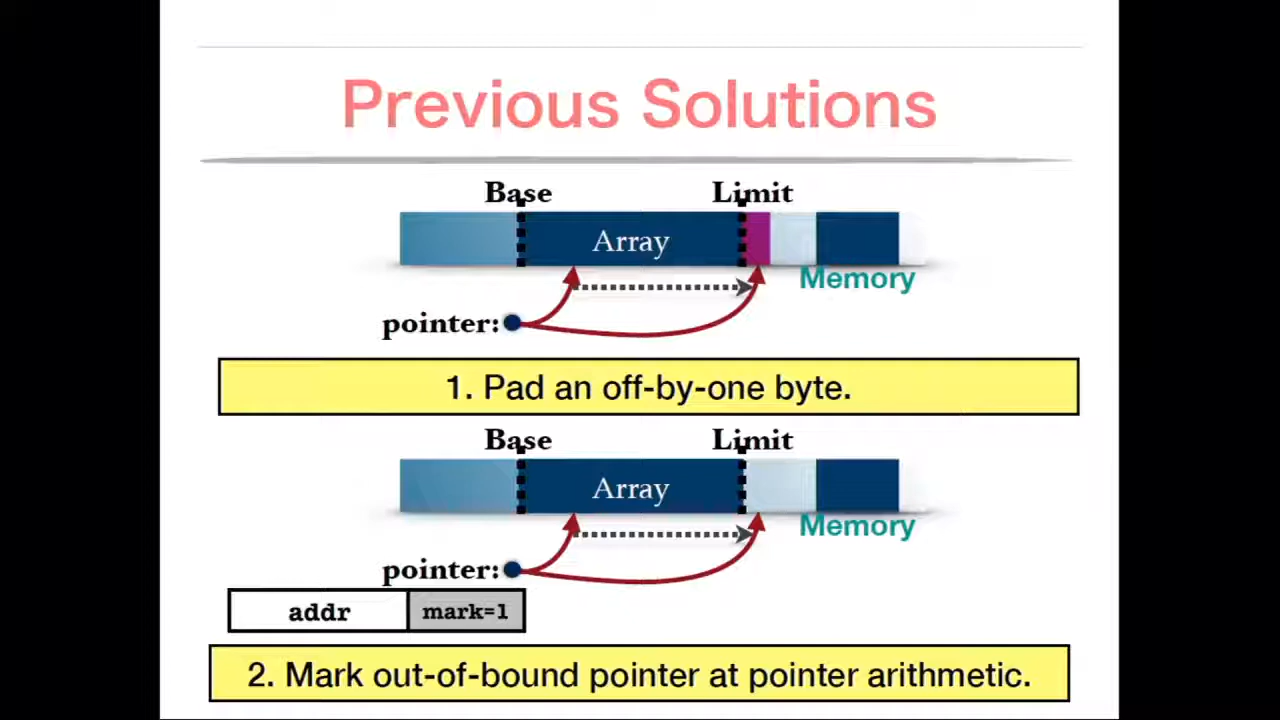 Previous Solutions
Base Limit
Array
Memory
pointer:
1. Pad an off-by-one byte.
Base Limit
Array
Memory
pointer:
addr mark=1
2. Mark out-of-bound pointer at pointer arithmetic.